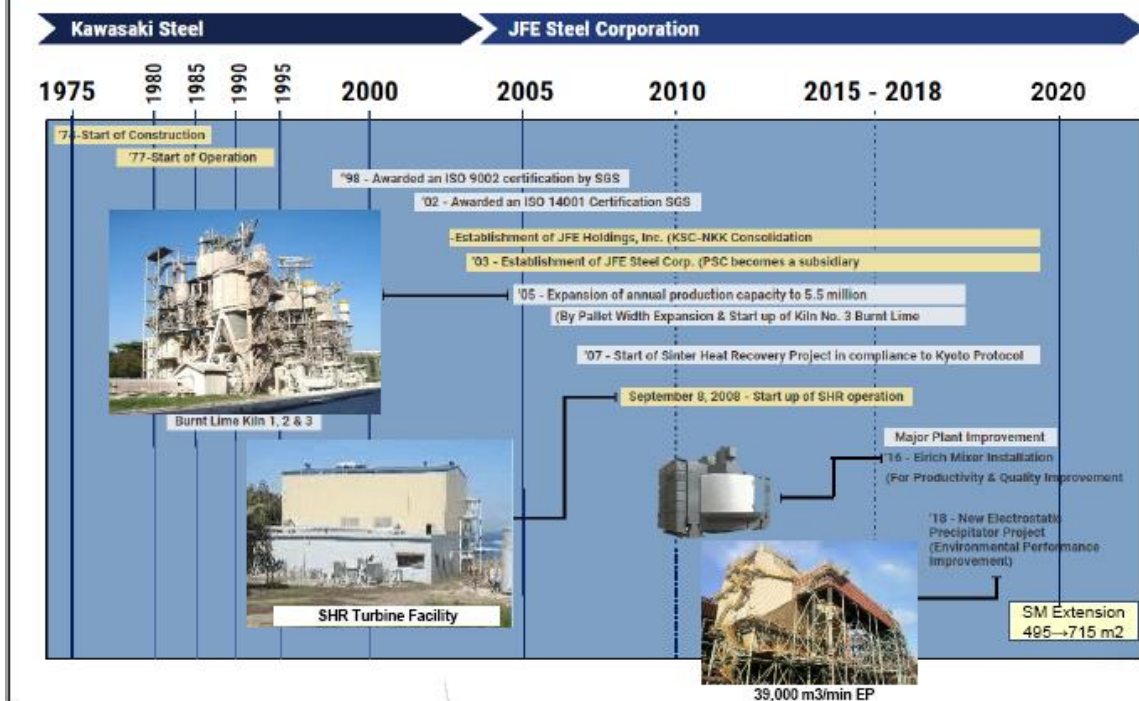 Kawasaki Steel
JFE Steel Corporation
1975
1980
1985
1990
1995
2000
2005
2010
2015 - 2018
2020
'74-Start of Construction
'77-Start of Operation
"98 - Awarded an ISO 9002 certification by SGS
'02 - Awarded an ISO 14001 Certification SGS
-Establishment of JFE Holdings, Inc. (KSC-NKK Consolidation
'03 - Establishment of JFE Steel Corp. (PSC becomes a subsidiary
'05 - Expansion of annual production capacity to 5.5 million
(By Pallet Width Expansion & Start up of Kiln No. 3 Burnt Lime
'07 - Start of Sinter Heat Recovery Project in compliance to Kyoto Protocol
September 8, 2008 - Start up of SHR operation
Burnt Lime Kiln 1, 2 & 3
Major Plant Improvement
'16 - Eirich Mixer Installation
(For Productivity & Quality Improvement
'18 - New Electrostatic
Precipitator Project
(Environmental Performance
Improvement)
SHR Turbine Facility
SM Extension
495→715 m2
39,000 m3/min EP